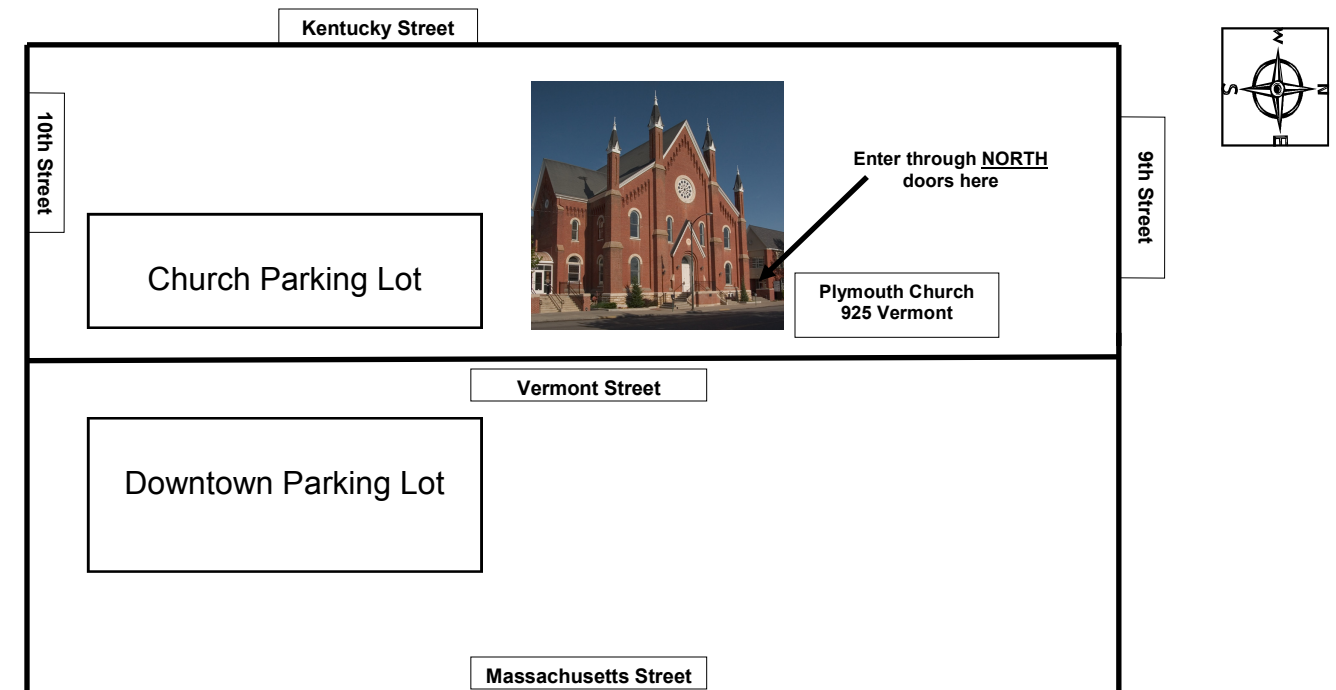 Kentucky Street
W
S
N
E
10th Street
Enter through NORTH
doors here
9th Street
Church Parking Lot
Plymouth Church
925 Vermont
Vermont Street
Downtown Parking Lot
Massachusetts Street